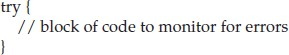 try {
    // block of code to monitor for errors
}